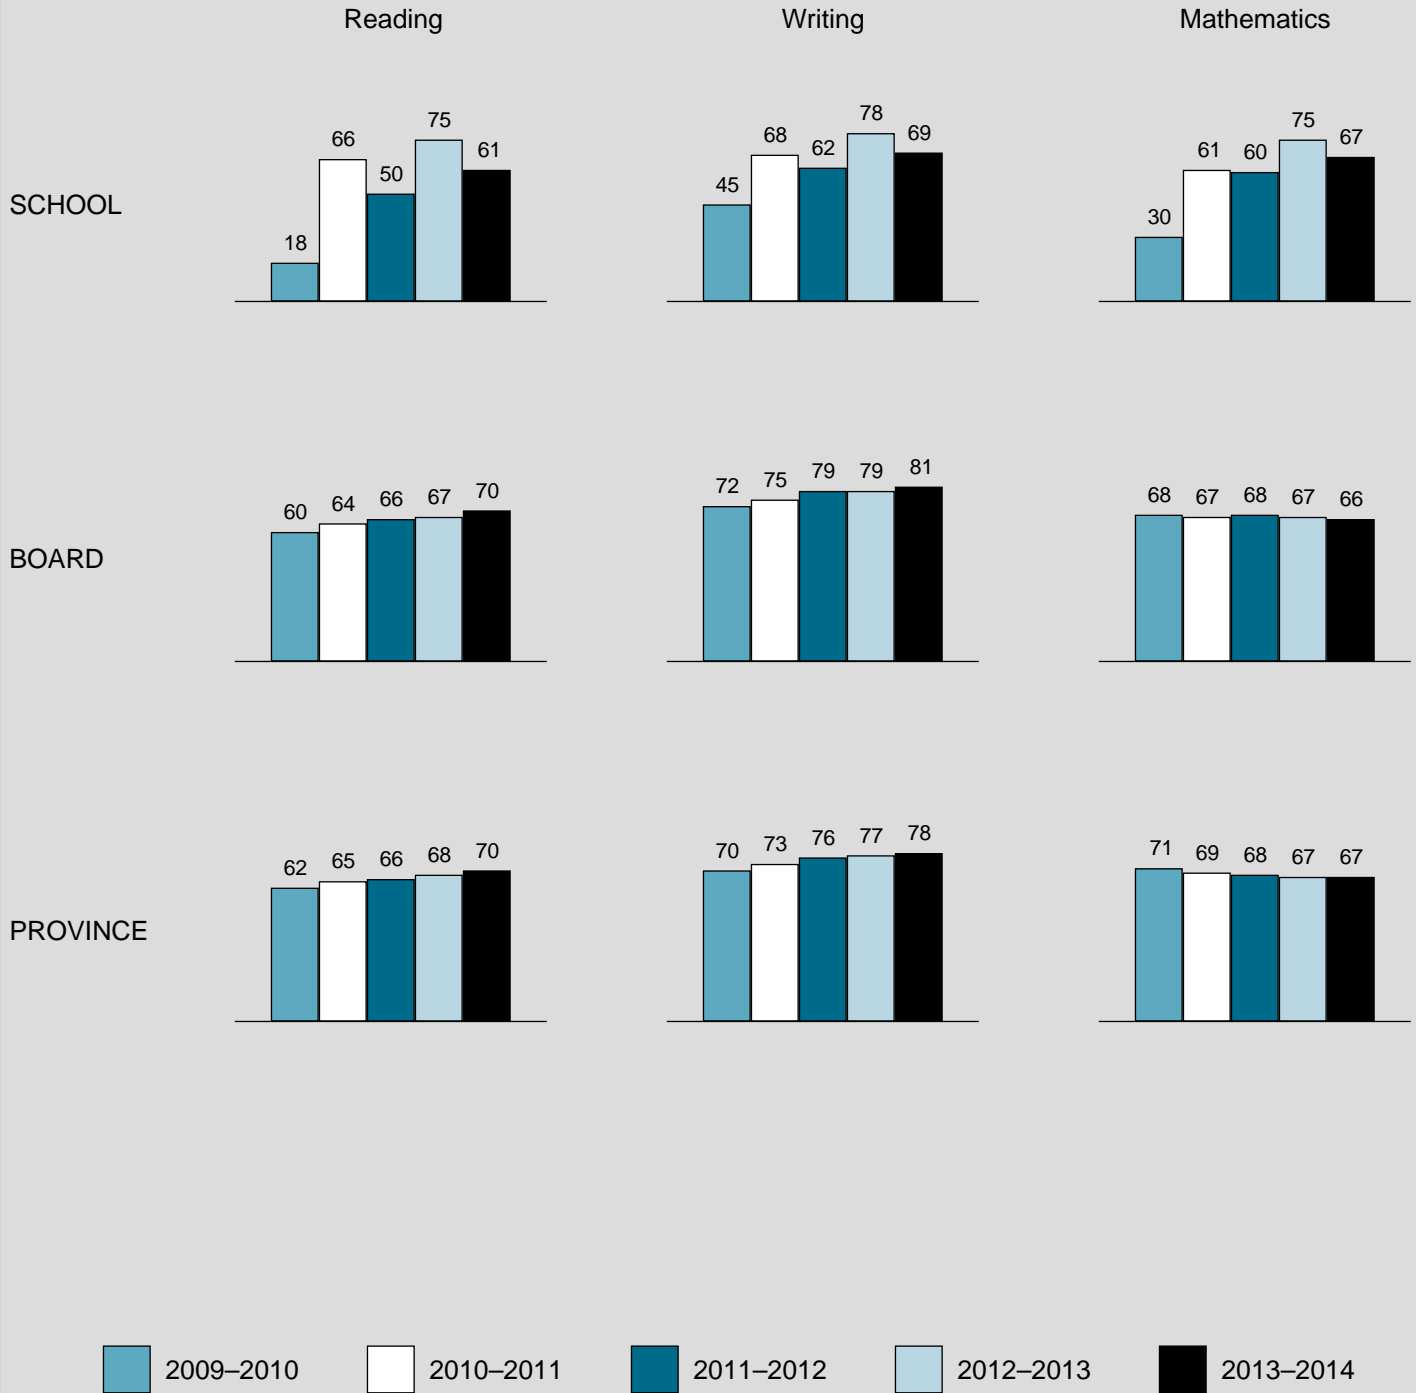 Reading Writing Mathematics
SCHOOL
18 66 50 75 61
45 68 62 78 69
30 61 60 75 67
BOARD
60 64 66 67 70
72 75 79 79 81
68 67 68 67 66
PROVINCE
62 65 66 68 70
70 73 76 77 78
71 69 68 67 67
2009–2010 2010–2011 2011–2012 2012–2013 2013–2014